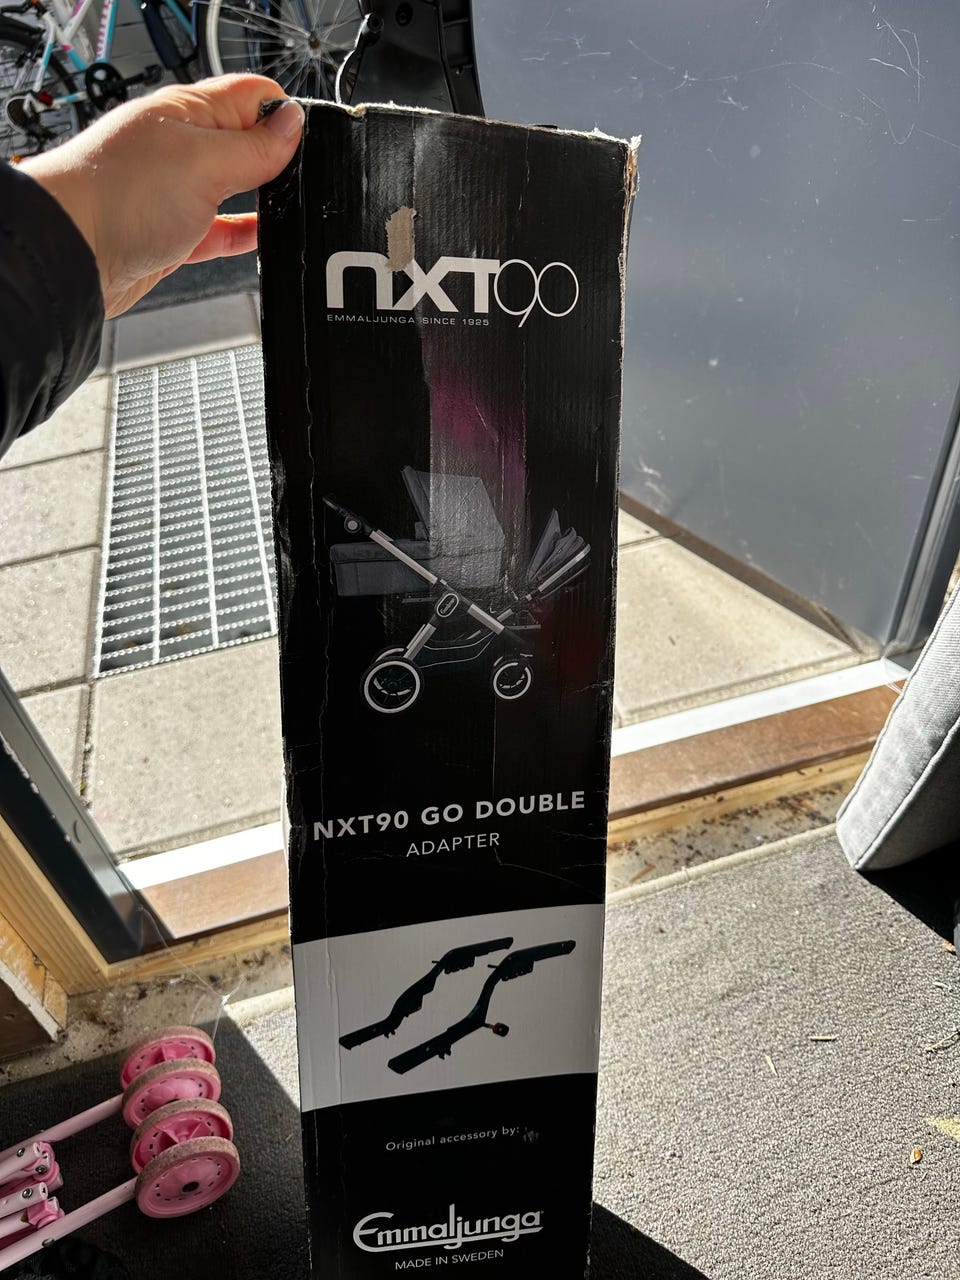 NXT90
EMMALJUNGA SINCE 1925
NXT90 GO DOUBLE
ADAPTER
Original accessory by:
Emmaljunga
MADE IN SWEDEN